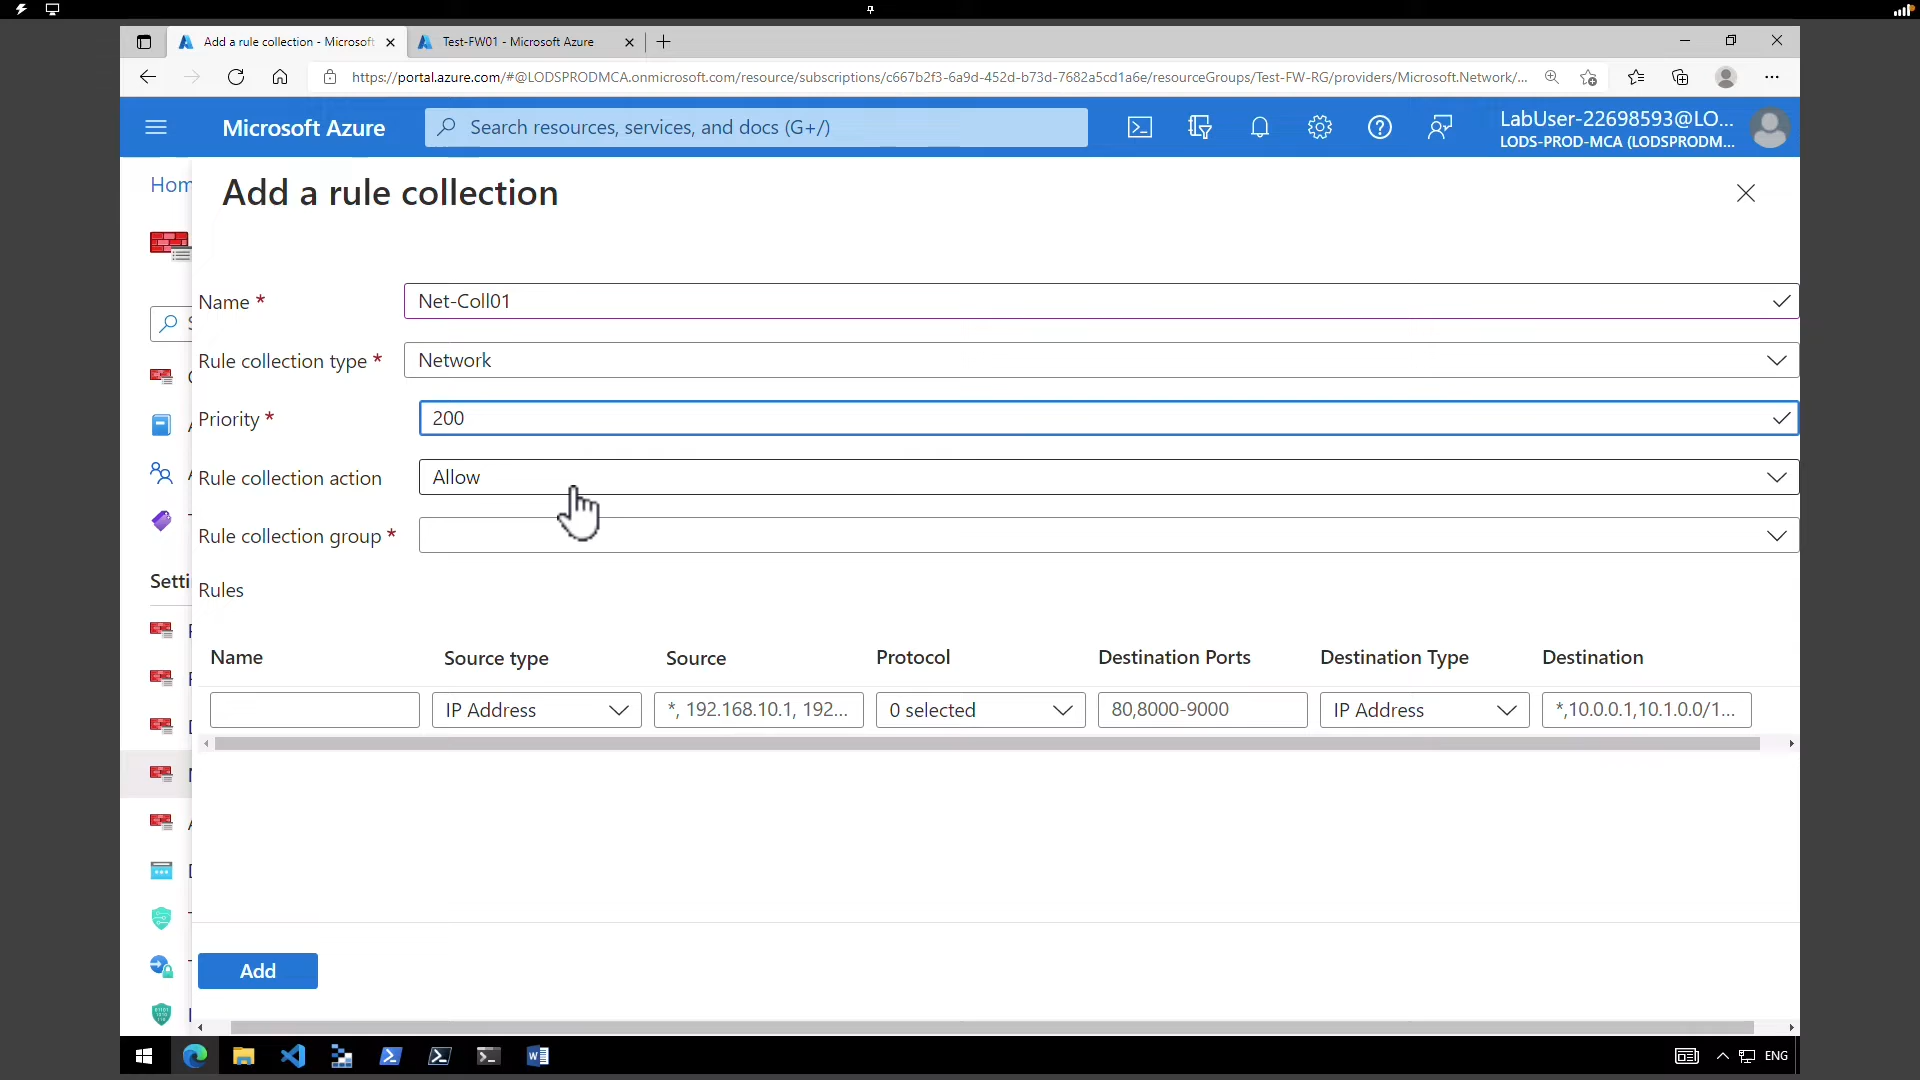 Add a rule collection - Microsoft
Test-FW01 - Microsoft Azure
https://portal.azure.com/#@LODSPRODMCA.onmicrosoft.com/resource/subscriptions/c667b2f3-6a9d-452d-b73d-7682a5cd1a6e/resourceGroups/Test-FW-RG/providers/Microsoft.Network/...
Microsoft Azure
Search resources, services, and docs (G+/)
LabUser-22698593@LO...
LODS-PROD-MCA (LODSPRODM...
Hom
Add a rule collection
Name *
Net-Coll01
Rule collection type *
Network
Priority *
200
Rule collection action
Allow
Rule collection group *
Setti
Rules
Name Source type Source Protocol Destination Ports Destination Type Destination
IP Address *, 192.168.10.1, 192... 0 selected 80,8000-9000 IP Address *,10.0.0.1,10.1.0.0/1...
Add
ENG